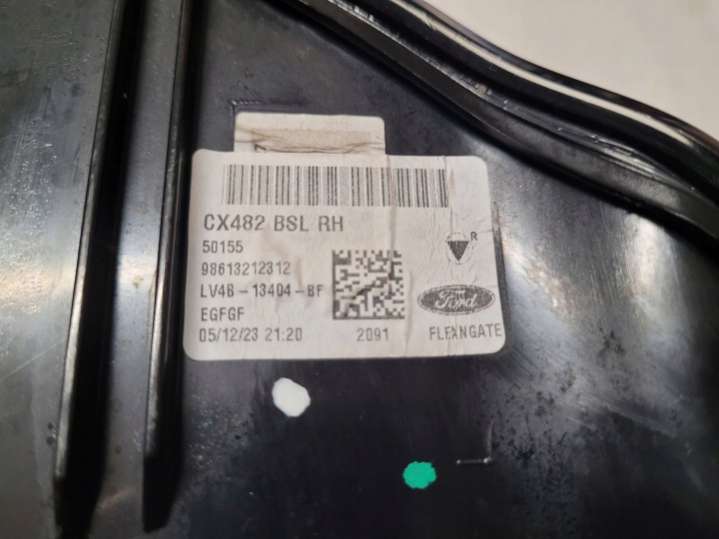 CX482 BSL RH
50155
98613212312
LV4B-13404-BF
EGFGF
05/12/23 21:20
2091
R
Ford
FLEXNGATE